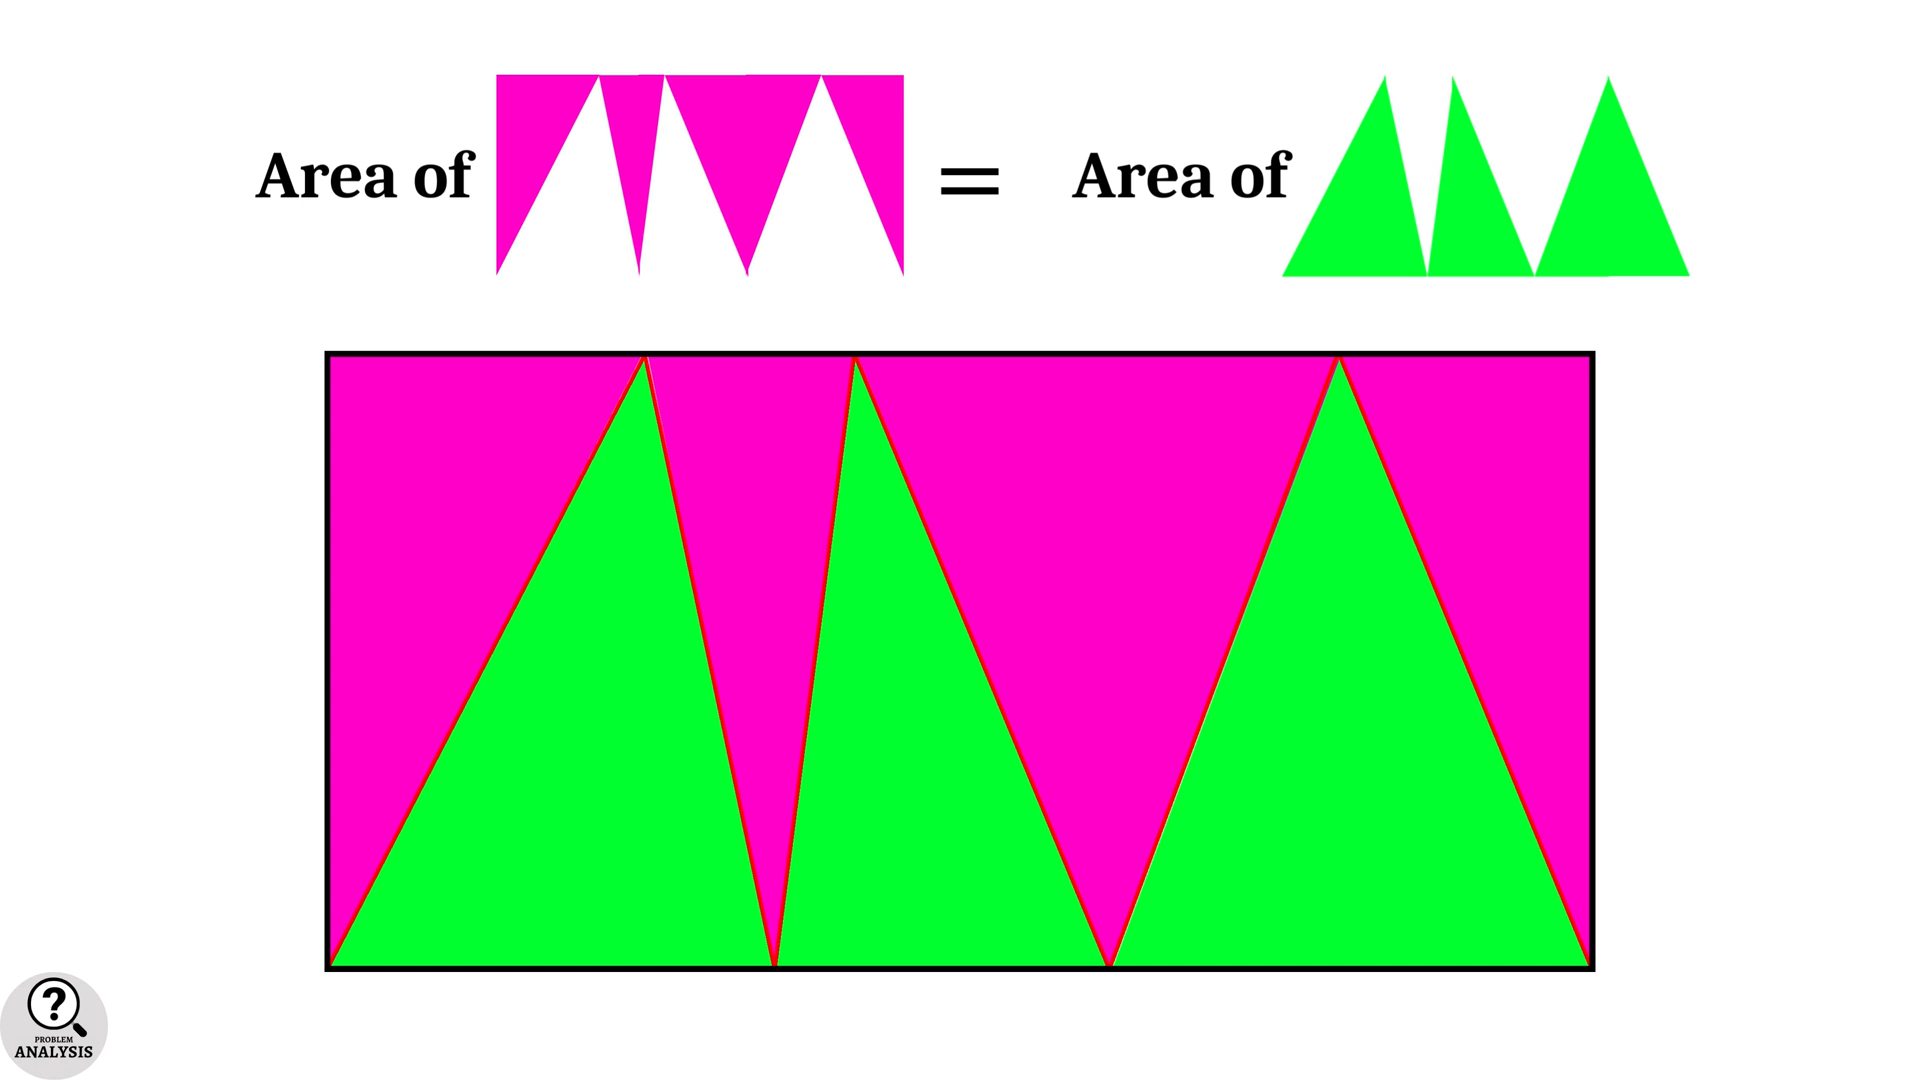 Area of = Area of
?
PROBLEM
ANALYSIS